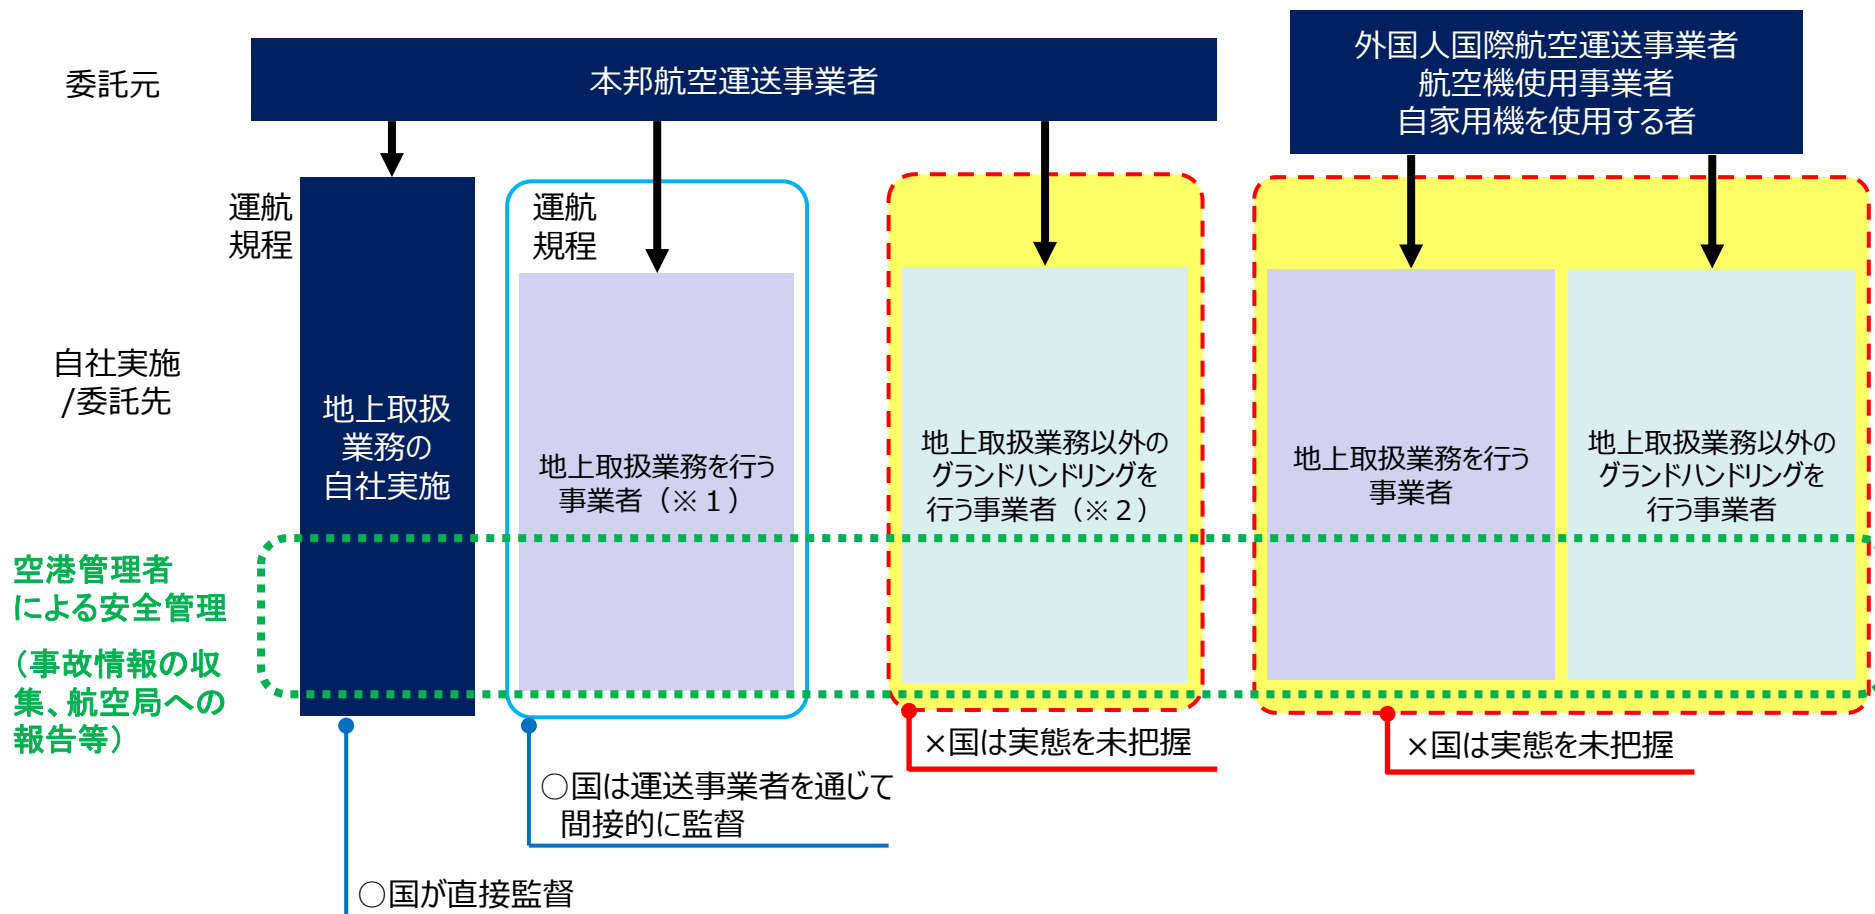 委託元
本邦航空運送事業者
外国人国際航空運送事業者
航空機使用事業者
自家用機を使用する者
運航
規程
運航
規程
自社実施
/委託先
地上取扱
業務の
自社実施
地上取扱業務を行う
事業者（※１）
地上取扱業務以外の
グランドハンドリングを
行う事業者（※２）
地上取扱業務を行う
事業者
地上取扱業務以外の
グランドハンドリングを
行う事業者
空港管理者
による安全管理
（事故情報の収
集、航空局への
報告等）
×国は実態を未把握
×国は実態を未把握
○国は運送事業者を通じて
間接的に監督
○国が直接監督